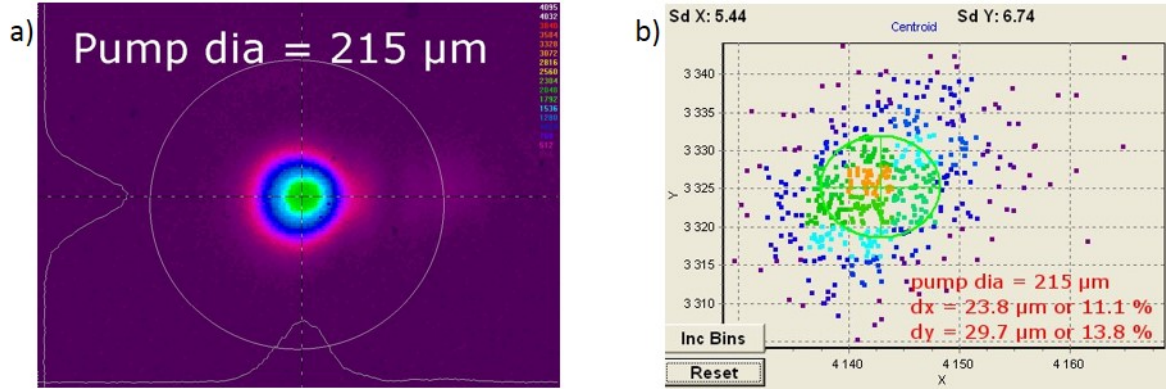 a)
Pump dia = 215 µm
4095
4032
3840
3584
3328
3072
2816
2560
2304
2048
1792
1536
1280
512
b)
Sd X: 5.44 Sd Y: 6.74
Centroid
3 340
3 335
3 330
3 325
3 320
3 315
3 310
Y
pump dia = 215 µm
dx = 23.8 µm or 11.1 %
dy = 29.7 µm or 13.8 %
Inc Bins
Reset
4 140 4 150 4 160
X